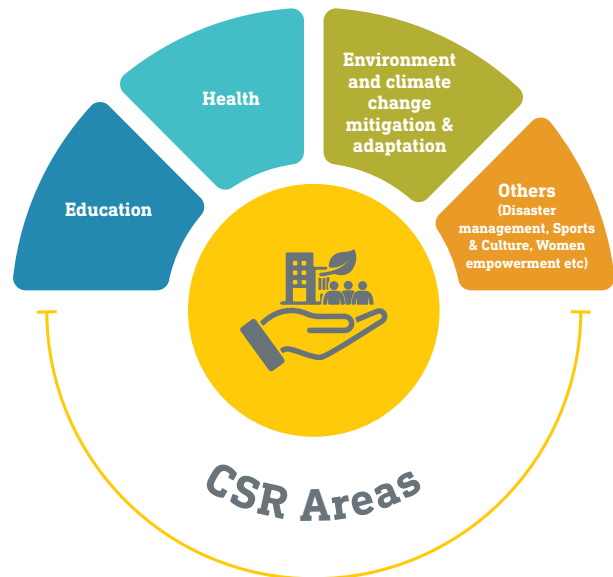 Education
Health
Environment
and climate
change
mitigation &
adaptation
Others
(Disaster
management, Sports
& Culture, Women
empowerment etc)
CSR Areas